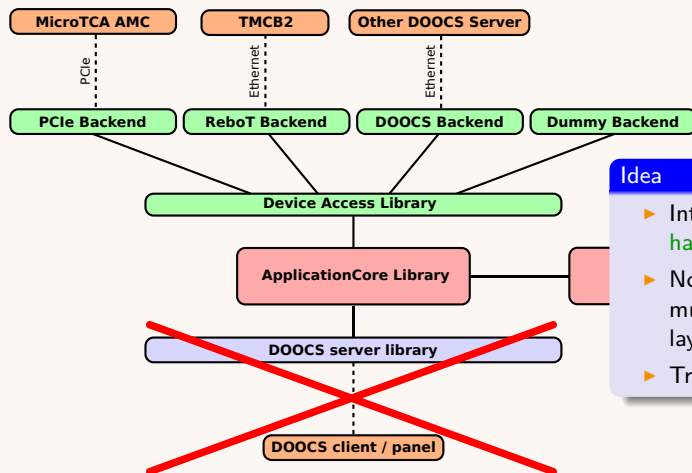 MicroTCA AMC
TMCB2
Other DOOCS Server
PCIe
Ethernet
Ethernet
PCIe Backend
ReboT Backend
DOOCS Backend
Dummy Backend
Idea
Device Access Library
ApplicationCore Library
DOOCS server library
DOOCS client / panel